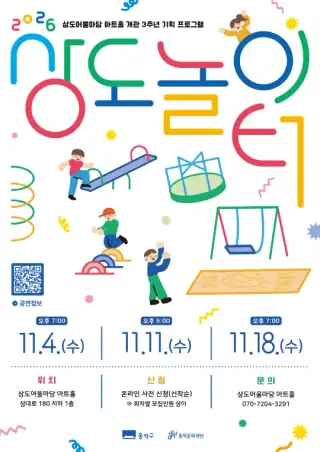 2026
상도어울마당 아트홀 개관 3주년 기획 프로그램
상도놀이터
공연정보
오후 7:00
11.4.(수)
오후 5:00
11.11.(수)
오후 7:00
11.18.(수)
위 치
상도어울마당 아트홀
상대로 180 지하 1층
신 청
온라인 사전 신청(선착순)
※ 회차별 모집인원 상이
문 의
상도어울마당 아트홀
070-7204-3291
동작구
동작문화재단